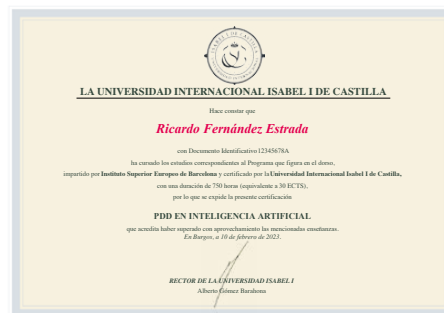 ISABEL I DE CASTILLA
LA UNIVERSIDAD INTERNACIONAL ISABEL I DE CASTILLA
Hace constar que
Ricardo Fernández Estrada
con Documento Identificativo 12345678A
ha cursado los estudios correspondientes al Programa que figura en el dorso,
impartido por Instituto Superior Europeo de Barcelona y certificado por la Universidad Internacional Isabel I de Castilla,
con una duración de 750 horas (equivalente a 30 ECTS),
por lo que se expide la presente certificación
PDD EN INTELIGENCIA ARTIFICIAL
que acredita haber superado con aprovechamiento las mencionadas enseñanzas.
En Burgos, a 10 de febrero de 2023.
RECTOR DE LA UNIVERSIDAD ISABEL I
Alberto Gómez Barahona